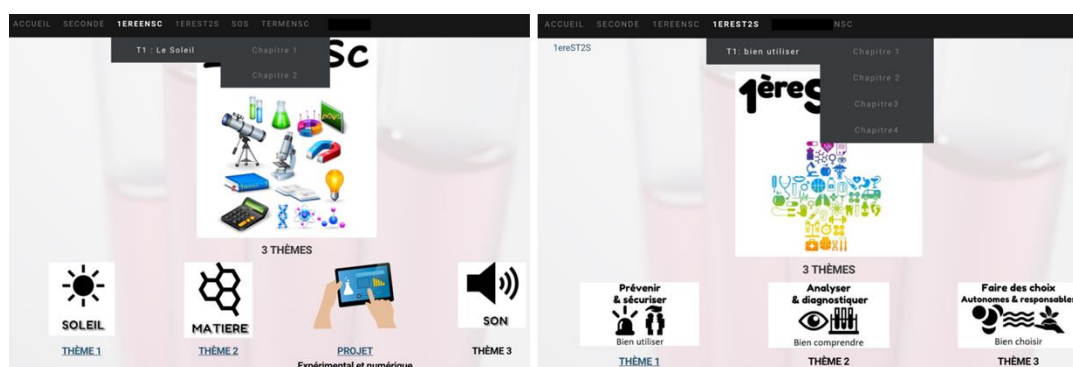 ACCUEIL SECONDE 1EREENSC 1EREST2S SOS TERMENSC
T1 : Le Soleil
Chapitre 1
Chapitre 2
sc
3 THÈMES
SOLEIL
MATIERE
SON
THÈME 1
THÈME 2
PROJET
THÈME 3
Expérimental et numérique
ACCUEIL SECONDE 1EREENSC 1EREST2S NSC
1ereST2S
T1: bien utiliser
Chapitre 1
Chapitre 2
Chapitre3
Chapitre4
1ères
3 THÈMES
Prévenir
& sécuriser
Bien utiliser
THÈME 1
Analyser
& diagnostiquer
Bien comprendre
THÈME 2
Faire des choix
Autonomes & responsables
Bien choisir
THÈME 3